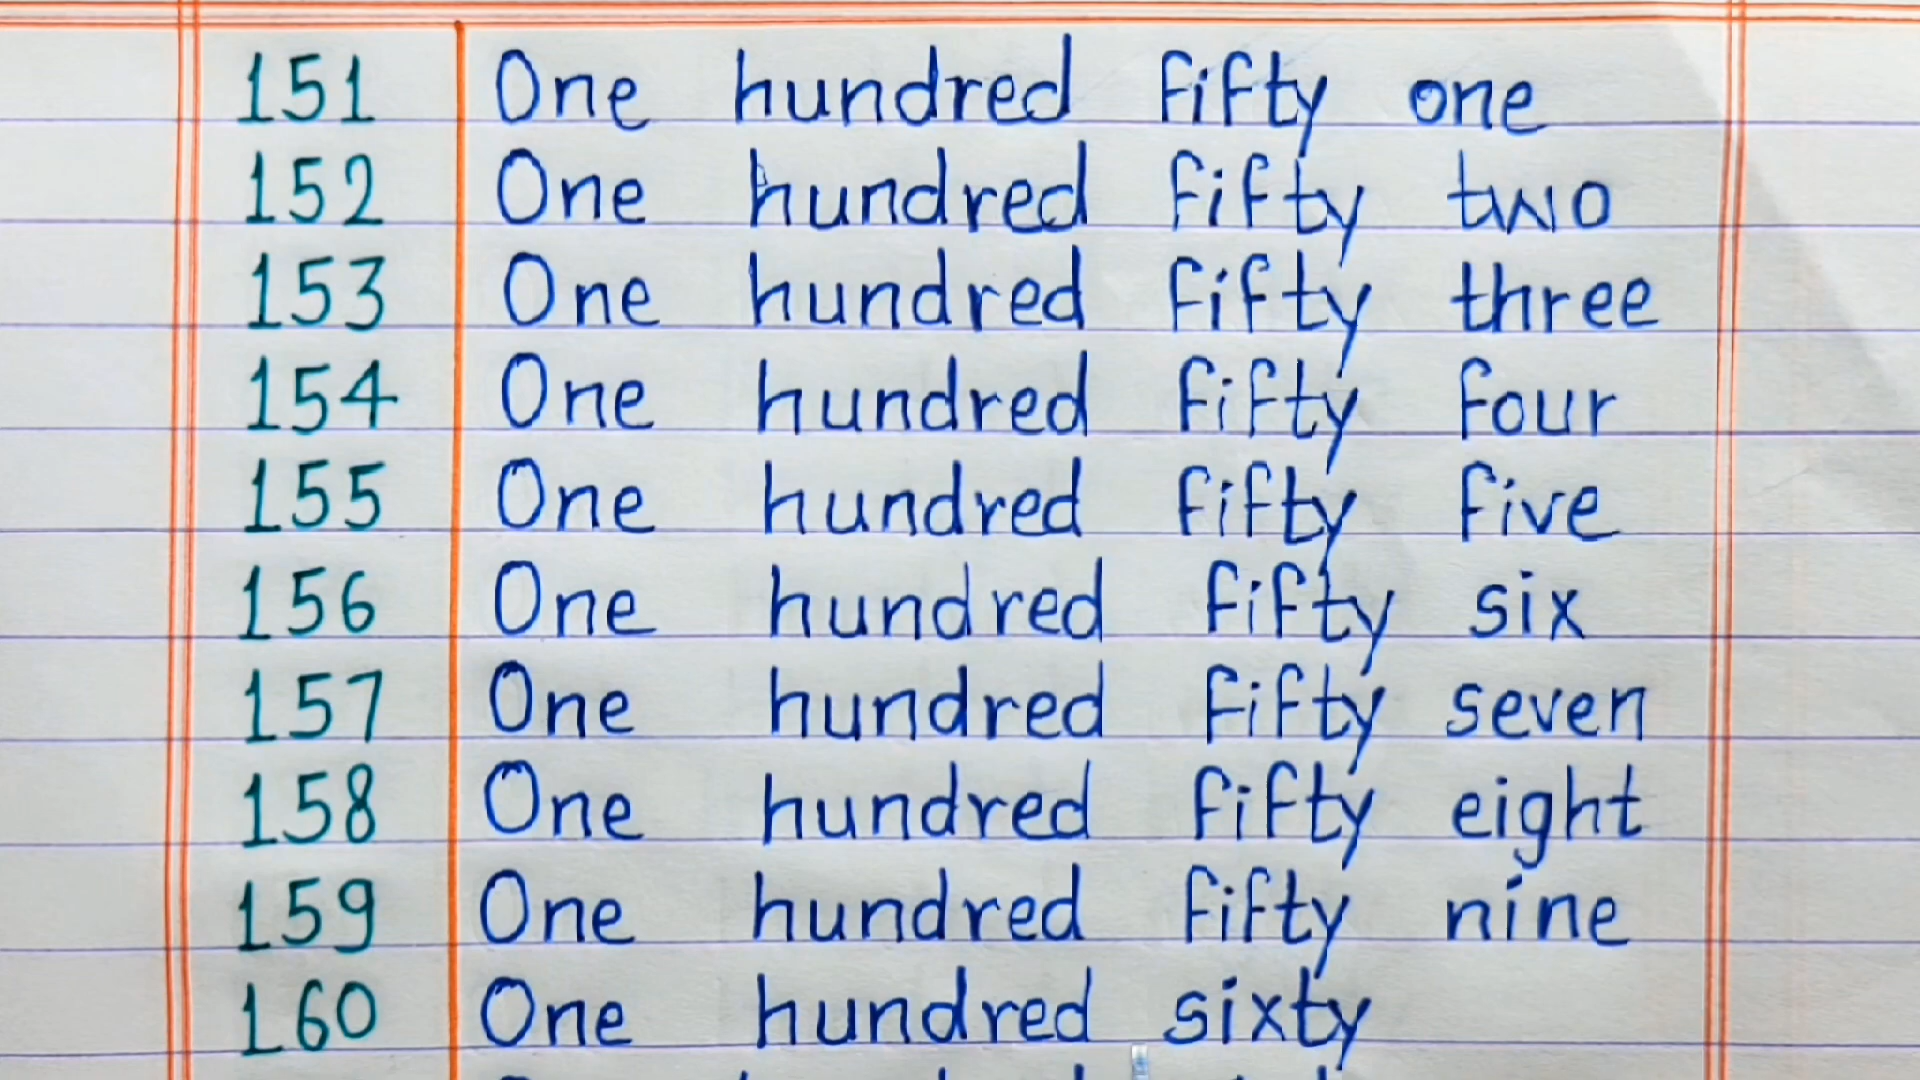 151 One hundred fifty one
152 One hundred fifty two
153 One hundred fifty three
154 One hundred fifty four
155 One hundred fifty five
156 One hundred fifty six
157 One hundred fifty seven
158 One hundred fifty eight
159 One hundred fifty nine
160 One hundred sixty